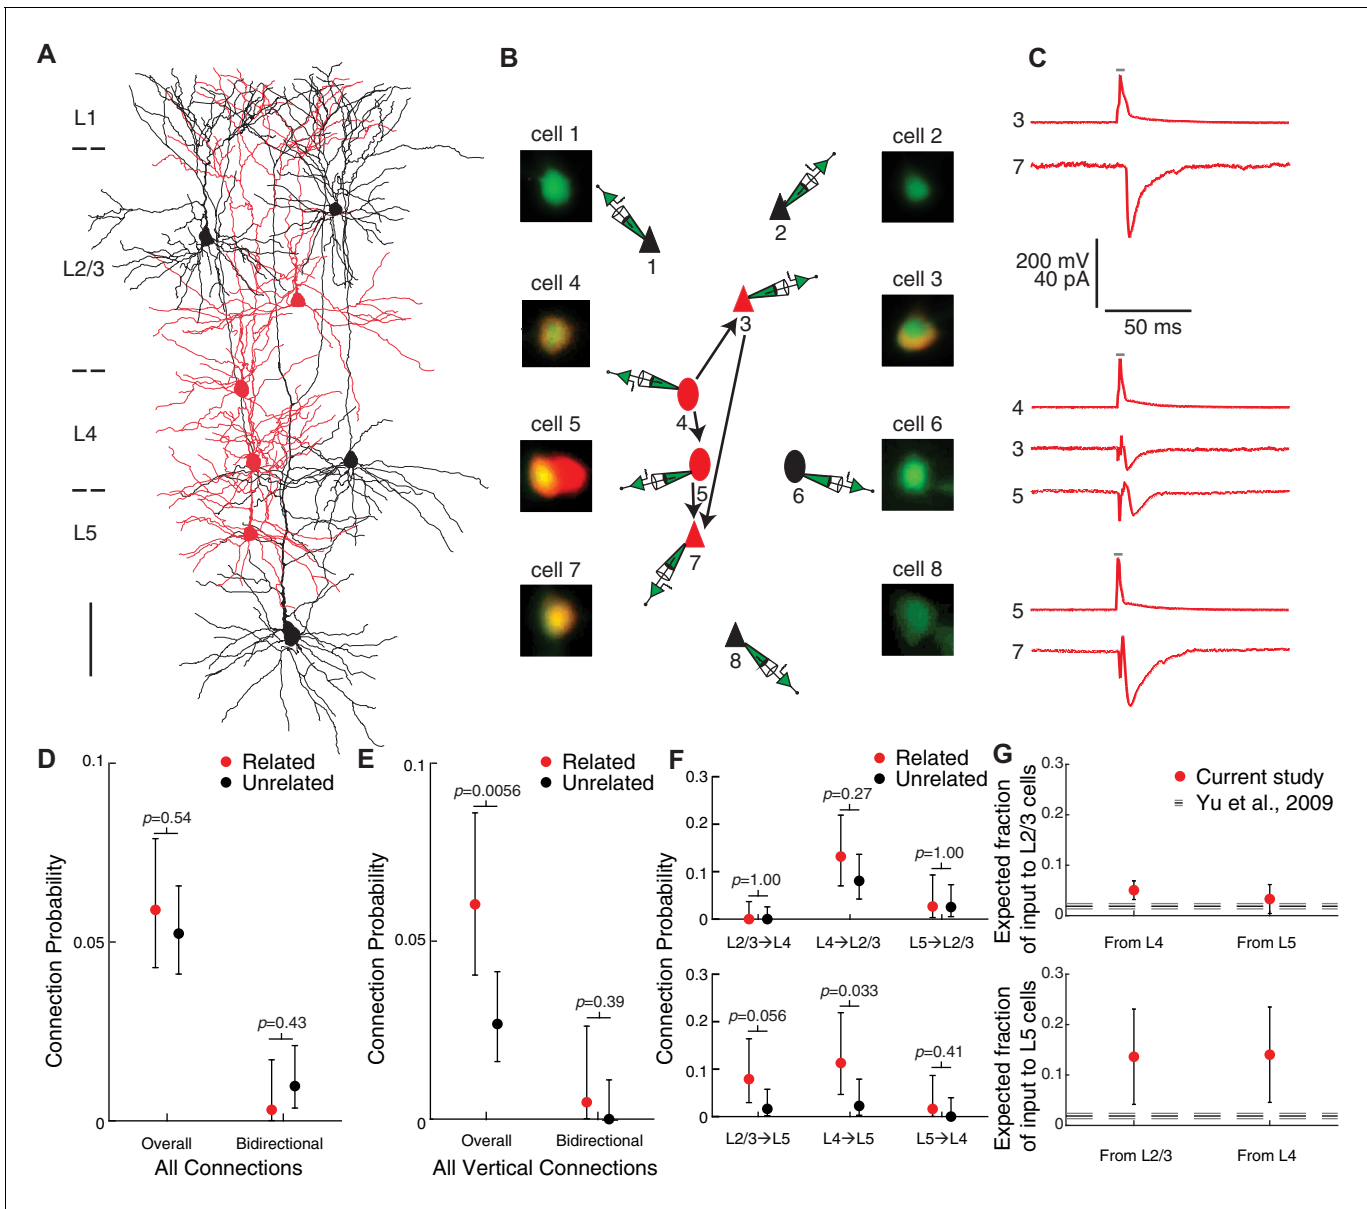 A
L1
L2/3
L4
L5
B
cell 1
cell 2
cell 4
cell 3
cell 5
cell 6
cell 7
cell 8
1
2
3
4
5
6
7
8
C
3
7
200 mV
40 pA
50 ms
4
3
5
5
7
D
Related
Unrelated
0.1
0.05
0
Connection Probability
p=0.54
p=0.43
Overall
Bidirectional
All Connections
E
Related
Unrelated
0.1
0.05
0
Connection Probability
p=0.0056
p=0.39
Overall
Bidirectional
All Vertical Connections
F
Related
Unrelated
Connection Probability
0.3
0.2
0.1
0
p=1.00
p=0.27
p=1.00
L2/3→L4
L4→L2/3
L5→L2/3
0.3
0.2
0.1
0
p=0.056
p=0.033
p=0.41
L2/3→L5
L4→L5
L5→L4
G
Current study
Yu et al., 2009
Expected fraction
of input to L2/3 cells
0.3
0.2
0.1
0
From L4
From L5
Expected fraction
of input to L5 cells
0.3
0.2
0.1
0
From L2/3
From L4